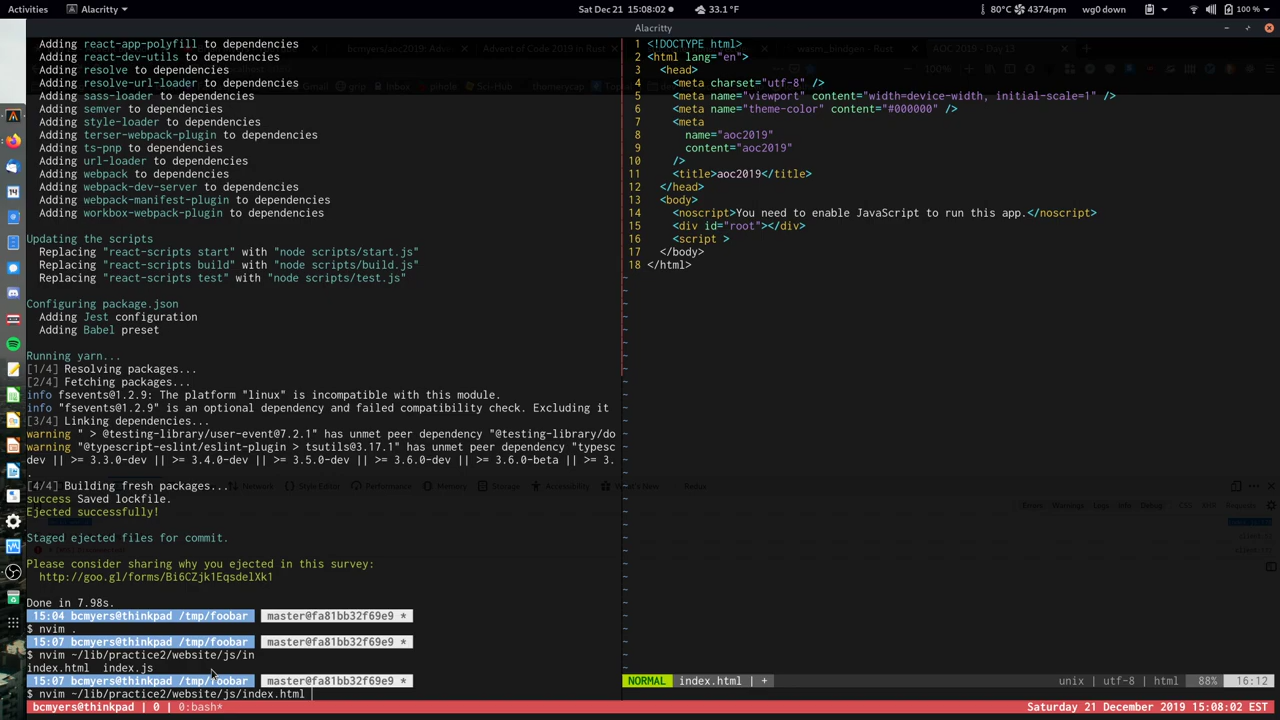 Activities
Alacritty
Sat Dec 21 15:08:02
33.1 °F
80°C
4374rpm
wg0 down
100 %
Alacritty
Adding react-app-polyfill to dependencies
Adding react-dev-utils to dependencies
Adding resolve to dependencies
Adding resolve-url-loader to dependencies
Adding sass-loader to dependencies
Adding semver to dependencies
Adding style-loader to dependencies
Adding terser-webpack-plugin to dependencies
Adding ts-pnp to dependencies
Adding url-loader to dependencies
Adding webpack to dependencies
Adding webpack-dev-server to dependencies
Adding webpack-manifest-plugin to dependencies
Adding workbox-webpack-plugin to dependencies
Updating the scripts
Replacing "react-scripts start" with "node scripts/start.js"
Replacing "react-scripts build" with "node scripts/build.js"
Replacing "react-scripts test" with "node scripts/test.js"
Configuring package.json
Adding Jest configuration
Adding Babel preset
Running yarn...
[1/4] Resolving packages...
[2/4] Fetching packages...
info fsevents@1.2.9: The platform "linux" is incompatible with this module.
info "fsevents@1.2.9" is an optional dependency and failed compatibility check. Excluding it
[3/4] Linking dependencies...
warning " > @testing-library/user-event@7.2.1" has unmet peer dependency "@testing-library/do
warning "@typescript-eslint/eslint-plugin > tsutils@3.17.1" has unmet peer dependency "typesc
dev || >= 3.3.0-dev || >= 3.4.0-dev || >= 3.5.0-dev || >= 3.6.0-dev || >= 3.6.0-beta || >= 3.
.
[4/4] Building fresh packages...
success Saved lockfile.
Ejected successfully!
Staged ejected files for commit.
Please consider sharing why you ejected in this survey:
http://goo.gl/forms/Bi6CZjk1EqsdelXk1
Done in 7.98s.
15:04 bcmyers@thinkpad /tmp/foobar master@fa81bb32f69e9 *
$ nvim .
15:07 bcmyers@thinkpad /tmp/foobar master@fa81bb32f69e9 *
$ nvim ~/lib/practice2/website/js/in
index.html index.js
15:07 bcmyers@thinkpad /tmp/foobar master@fa81bb32f69e9 *
$ nvim ~/lib/practice2/website/js/index.html
1 <!DOCTYPE html>
2 <html lang="en">
3 <head>
4 <meta charset="utf-8" />
5 <meta name="viewport" content="width=device-width, initial-scale=1" />
6 <meta name="theme-color" content="#000000" />
7 <meta
8 name="aoc2019"
9 content="aoc2019"
10 />
11 <title>aoc2019</title>
12 </head>
13 <body>
14 <noscript>You need to enable JavaScript to run this app.</noscript>
15 <div id="root"></div>
16 <script >
17 </body>
18 </html>
~
NORMAL index.html | + unix | utf-8 | html 88% 16:12
bcmyers@thinkpad | 0 | 0:bash* Saturday 21 December 2019 15:08:02 EST